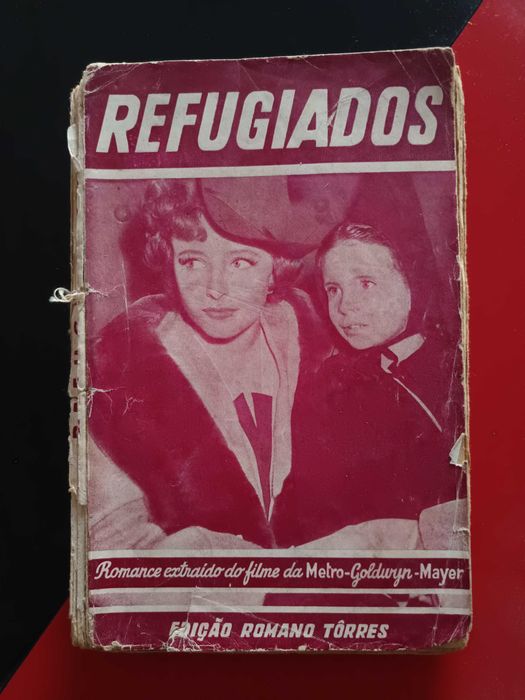 REFUGIADOS
Romance extraído do filme da Metro-Goldwyn-Mayer
EDIÇÃO ROMANO TÔRRES